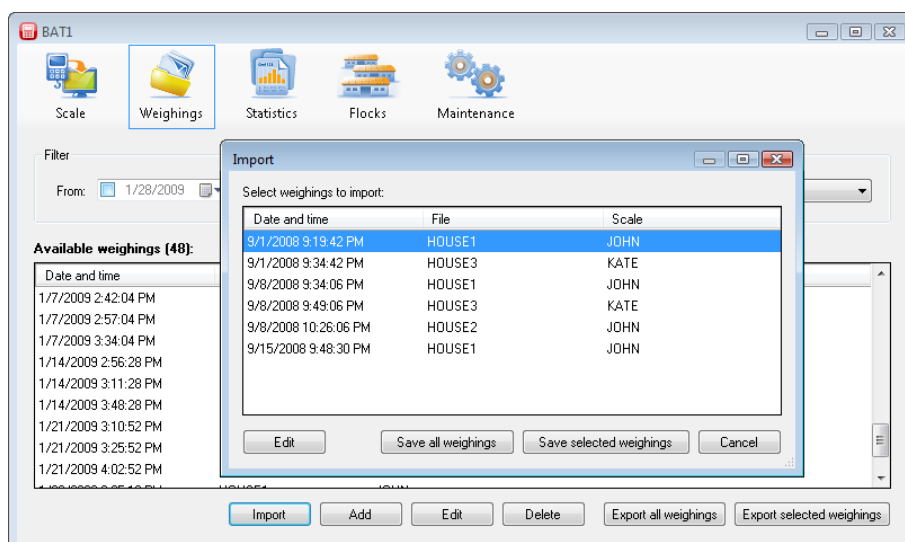 BAT1
Scale Weighings Statistics Flocks Maintenance
Filter
From: 1/28/2009
Import
Select weighings to import:
Date and time File Scale
9/1/2008 9:19:42 PM HOUSE1 JOHN
9/1/2008 9:34:42 PM HOUSE3 KATE
9/8/2008 9:34:06 PM HOUSE1 JOHN
9/8/2008 9:49:06 PM HOUSE3 KATE
9/8/2008 10:26:06 PM HOUSE2 JOHN
9/15/2008 9:48:30 PM HOUSE1 JOHN
Edit Save all weighings Save selected weighings Cancel
Available weighings (48):
Date and time
1/7/2009 2:42:04 PM
1/7/2009 2:57:04 PM
1/7/2009 3:34:04 PM
1/14/2009 2:56:28 PM
1/14/2009 3:11:28 PM
1/14/2009 3:48:28 PM
1/21/2009 3:10:52 PM
1/21/2009 3:25:52 PM
1/21/2009 4:02:52 PM
HOUSE1 JOHN
Import Add Edit Delete Export all weighings Export selected weighings